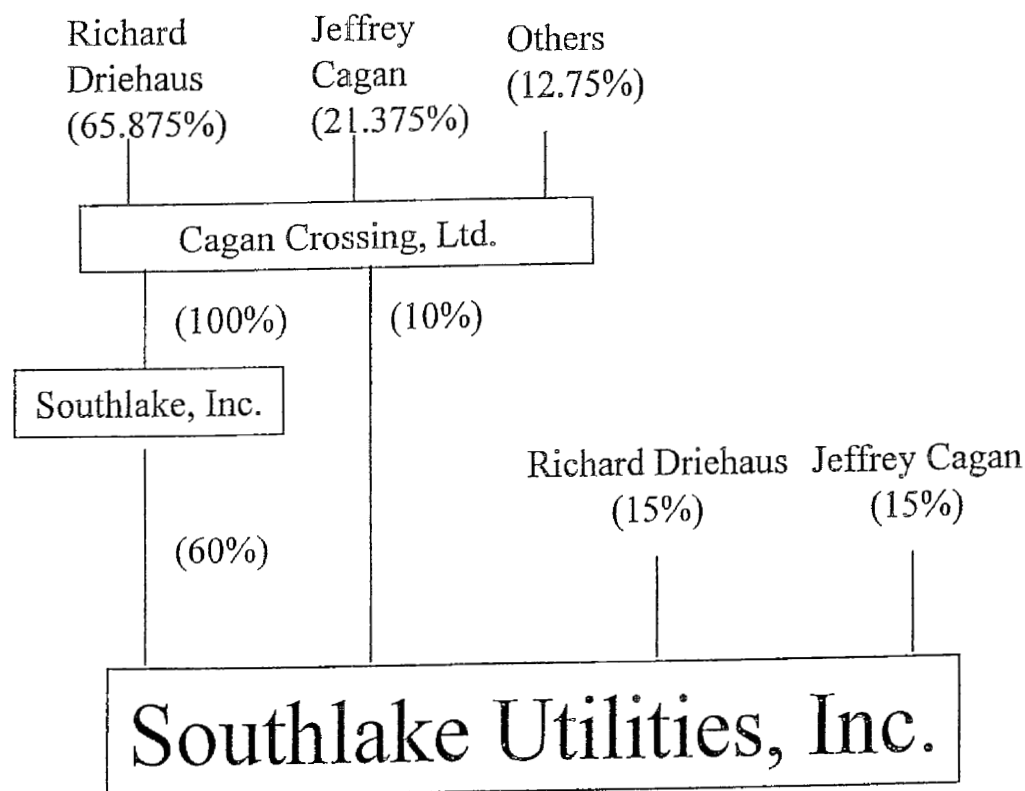 Richard
Driehaus
(65.875%)
Jeffrey
Cagan
(21.375%)
Others
(12.75%)
Cagan Crossing, Ltd.
(100%)
(10%)
Southlake, Inc.
Richard Driehaus
(15%)
Jeffrey Cagan
(15%)
(60%)
Southlake Utilities, Inc.